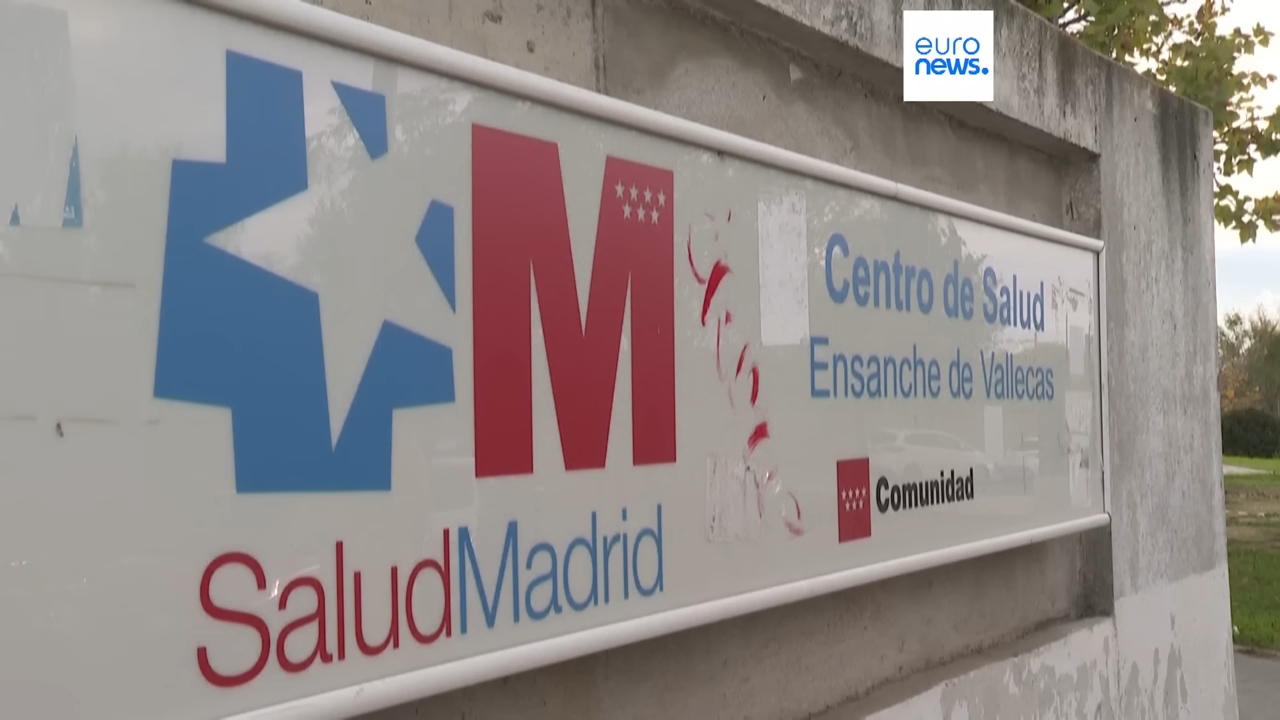 euro
news.
M
Centro de Salud
Ensanche de Vallecas
Comunidad
SaludMadrid